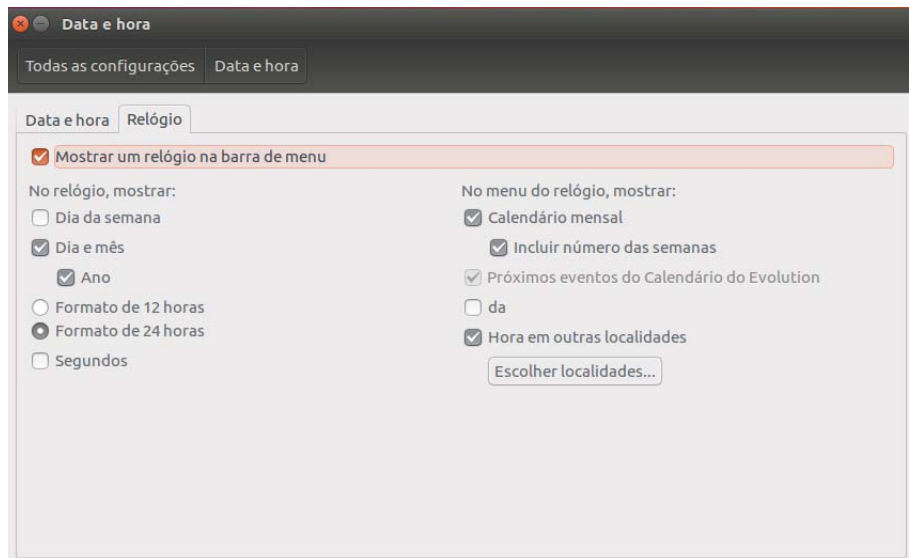 Data e hora
Todas as configurações Data e hora
Data e hora Relógio
Mostrar um relógio na barra de menu
No relógio, mostrar:
Dia da semana
Dia e mês
Ano
Formato de 12 horas
Formato de 24 horas
Segundos
No menu do relógio, mostrar:
Calendário mensal
Incluir número das semanas
Próximos eventos do Calendário do Evolution
da
Hora em outras localidades
Escolher localidades...